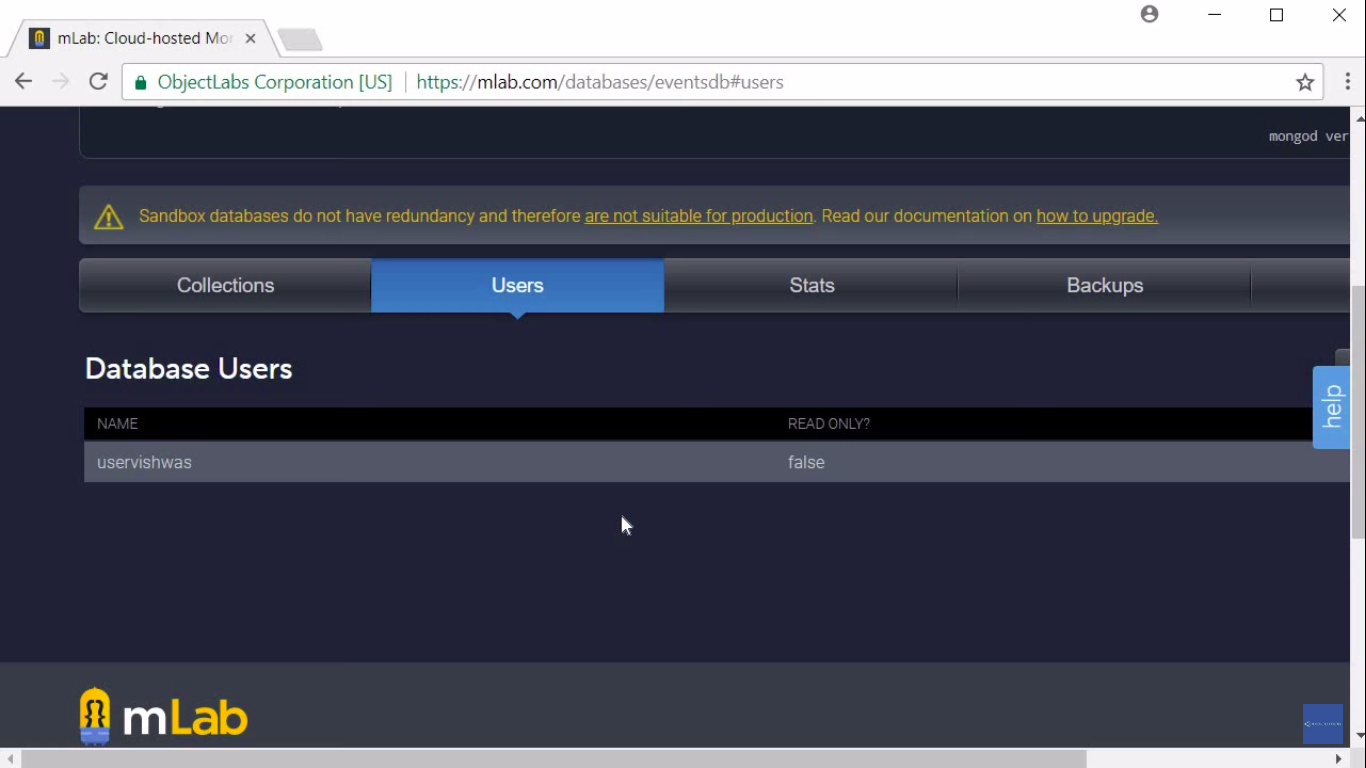 mLab: Cloud-hosted Mon
ObjectLabs Corporation [US] https://mlab.com/databases/eventsdb#users
mongod ver
Sandbox databases do not have redundancy and therefore are not suitable for production. Read our documentation on how to upgrade.
Collections Users Stats Backups
Database Users
help
NAME READ ONLY?
uservishwas false
mLab